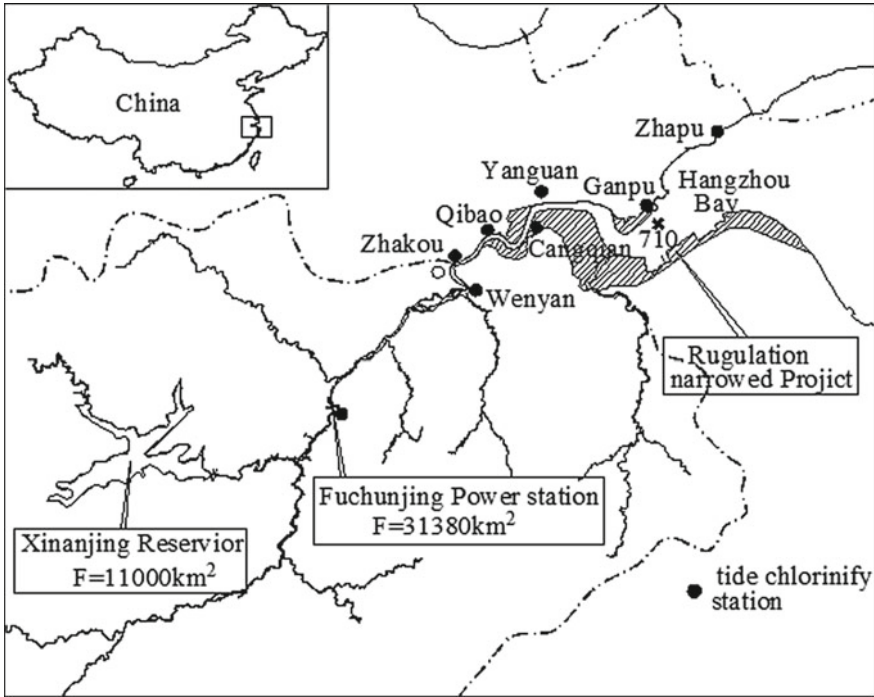 China
Zhapu
Yanguan
Ganpu
Hangzhou
Bay
Qibao
710
Cangqian
Zhakou
Wenyan
Rugulation
narrowed Projict
Fuchunjing Power station
F=31380km²
Xinanjing Reservior
F=11000km²
tide chlorinify
station